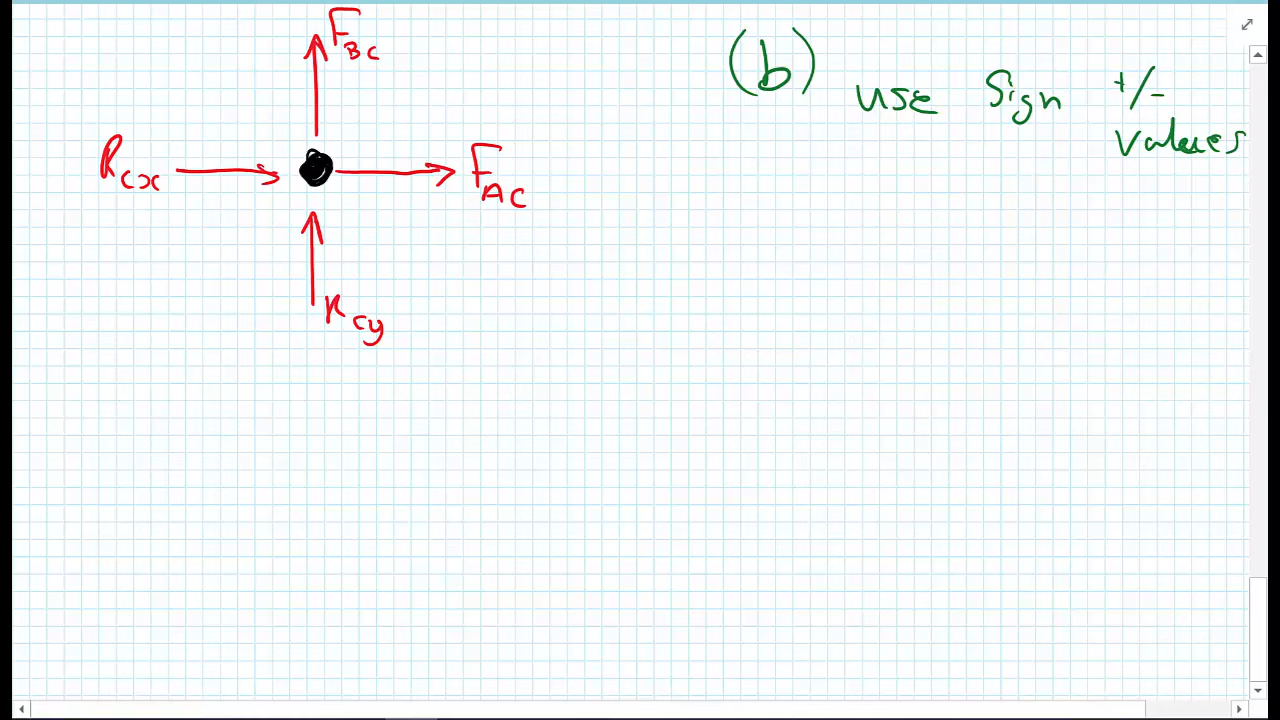 F_BC
(b)
use Sign +/-
values
R_cx
F_AC
R_cy